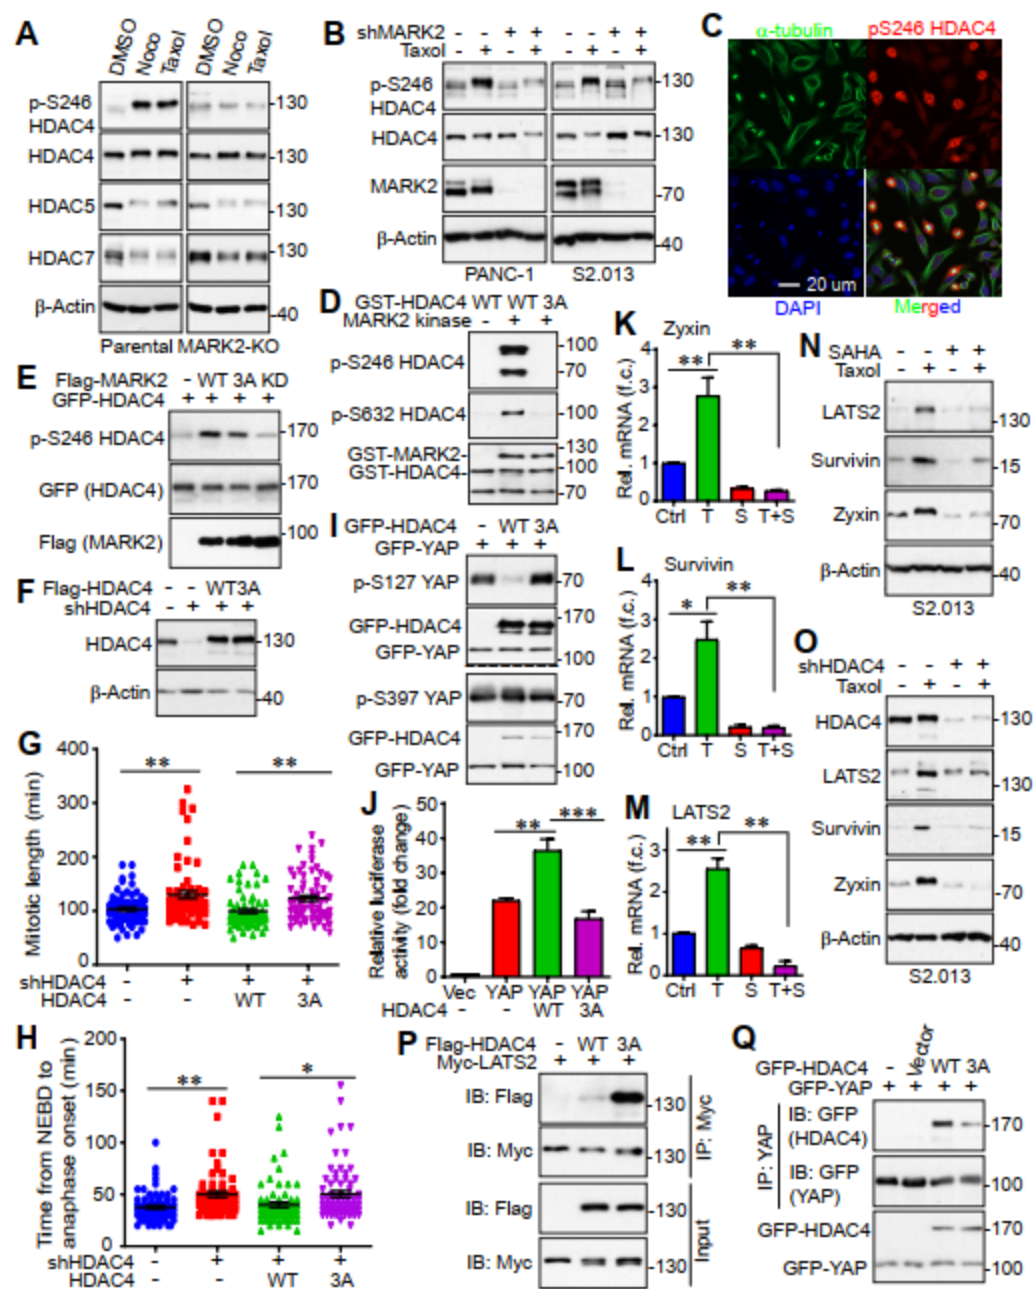 A
DMSO
Noco
Taxol
DMSO
Noco
Taxol
p-S246
HDAC4
130
HDAC4
130
HDAC5
130
HDAC7
130
β-Actin
40
Parental MARK2-KO
B
shMARK2 - - + +  - - + +
Taxol - + - +  - + - +
p-S246
HDAC4
130
HDAC4
130
MARK2
70
β-Actin
40
PANC-1 S2.013
C
α-tubulin
pS246 HDAC4
20 um
DAPI
Merged
D
GST-HDAC4 WT WT 3A
MARK2 kinase - + +
p-S246 HDAC4
100
70
p-S632 HDAC4
100
GST-MARK2
GST-HDAC4
130
100
70
E
Flag-MARK2 - WT 3A KD
GFP-HDAC4 + + + +
p-S246 HDAC4
170
GFP (HDAC4)
170
Flag (MARK2)
100
F
Flag-HDAC4 - - WT3A
shHDAC4 - + + +
HDAC4
130
β-Actin
40
G
Mitotic length (min)
400
300
200
100
0
**
**
shHDAC4 - + + +
HDAC4 - - WT 3A
H
Time from NEBD to
anaphase onset (min)
200
150
100
50
0
**
*
shHDAC4 - + + +
HDAC4 - - WT 3A
I
GFP-HDAC4 - WT 3A
GFP-YAP + + +
p-S127 YAP
70
GFP-HDAC4
170
GFP-YAP
100
p-S397 YAP
70
GFP-HDAC4
170
GFP-YAP
100
J
Relative luciferase
activity (fold change)
50
40
30
20
10
0
**
***
Vec YAP YAP YAP
HDAC4 - - WT 3A
K
Zyxin
Rel. mRNA (f.c.)
4
3
2
1
0
**
**
Ctrl T S T+S
L
Survivin
Rel. mRNA (f.c.)
4
3
2
1
0
*
**
Ctrl T S T+S
M
LATS2
Rel. mRNA (f.c.)
3
2
1
0
**
**
Ctrl T S T+S
N
SAHA - - + +
Taxol - + - +
LATS2
130
Survivin
15
Zyxin
70
β-Actin
40
S2.013
O
shHDAC4 - - + +
Taxol - + - +
HDAC4
130
LATS2
130
Survivin
15
Zyxin
70
β-Actin
40
S2.013
P
Flag-HDAC4 - WT 3A
Myc-LATS2 + + +
IB: Flag
130
IB: Myc
130
IP: Myc
IB: Flag
130
IB: Myc
130
Input
Q
GFP-HDAC4 - Vector WT 3A
GFP-YAP + + + +
IP: YAP
IB: GFP
(HDAC4)
170
IB: GFP
(YAP)
100
GFP-HDAC4
170
GFP-YAP
100